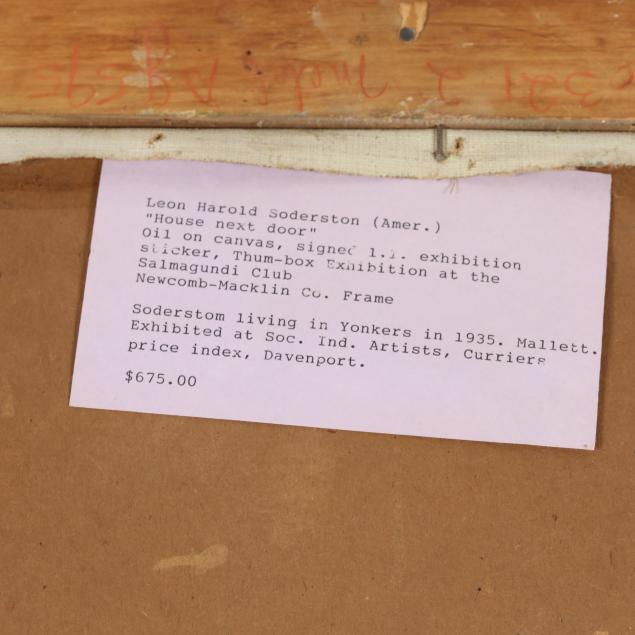 Leon Harold Soderston (Amer.)
"House next door"
Oil on canvas, signed l.l. exhibition
sticker, Thum-box Exhibition at the
Salmagundi Club
Newcomb-Macklin Co. Frame
Soderstom living in Yonkers in 1935. Mallett.
Exhibited at Soc. Ind. Artists, Curriers
price index, Davenport.
$675.00